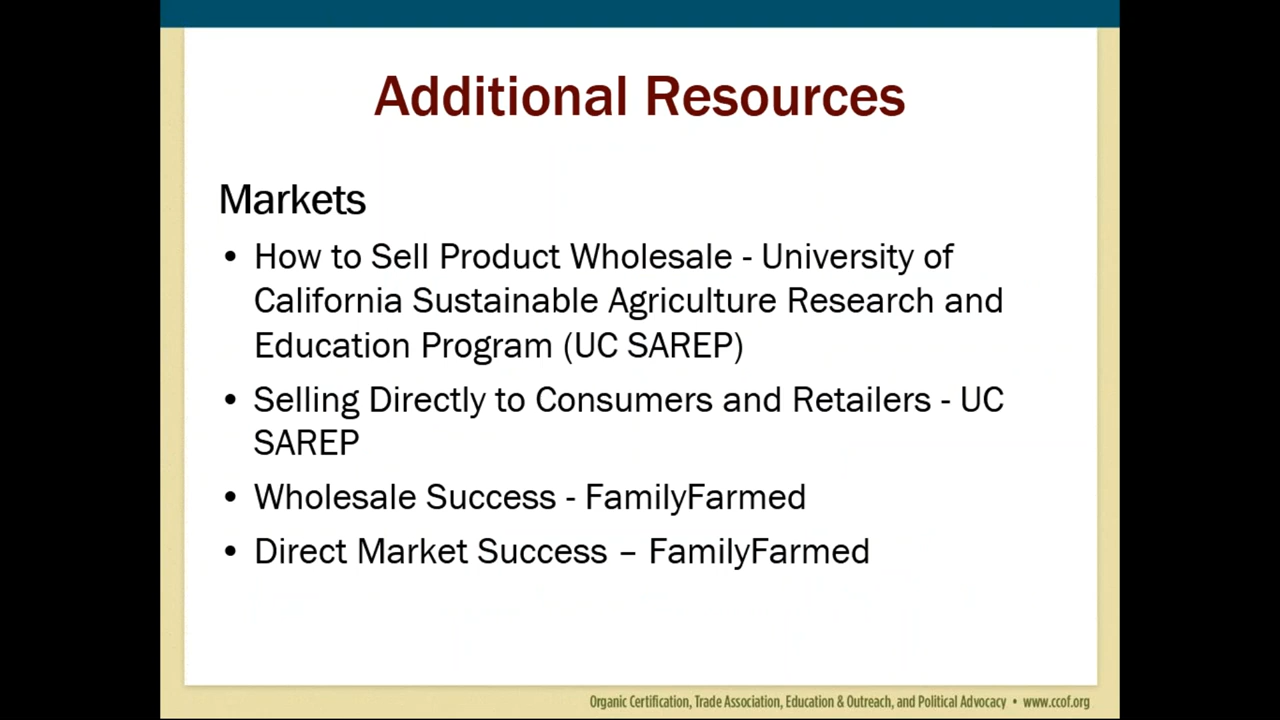 Additional Resources
Markets
• How to Sell Product Wholesale - University of
California Sustainable Agriculture Research and
Education Program (UC SAREP)
• Selling Directly to Consumers and Retailers - UC
SAREP
• Wholesale Success - FamilyFarmed
• Direct Market Success – FamilyFarmed
Organic Certification, Trade Association, Education & Outreach, and Political Advocacy • www.ccof.org